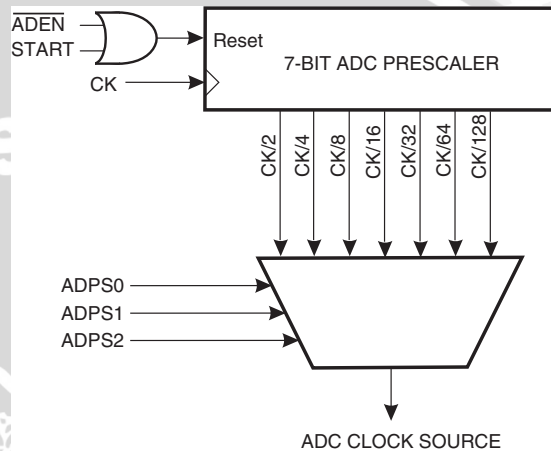 ADEN
START
Reset
7-BIT ADC PRESCALER
CK
CK/2
CK/4
CK/8
CK/16
CK/32
CK/64
CK/128
ADPS0
ADPS1
ADPS2
ADC CLOCK SOURCE